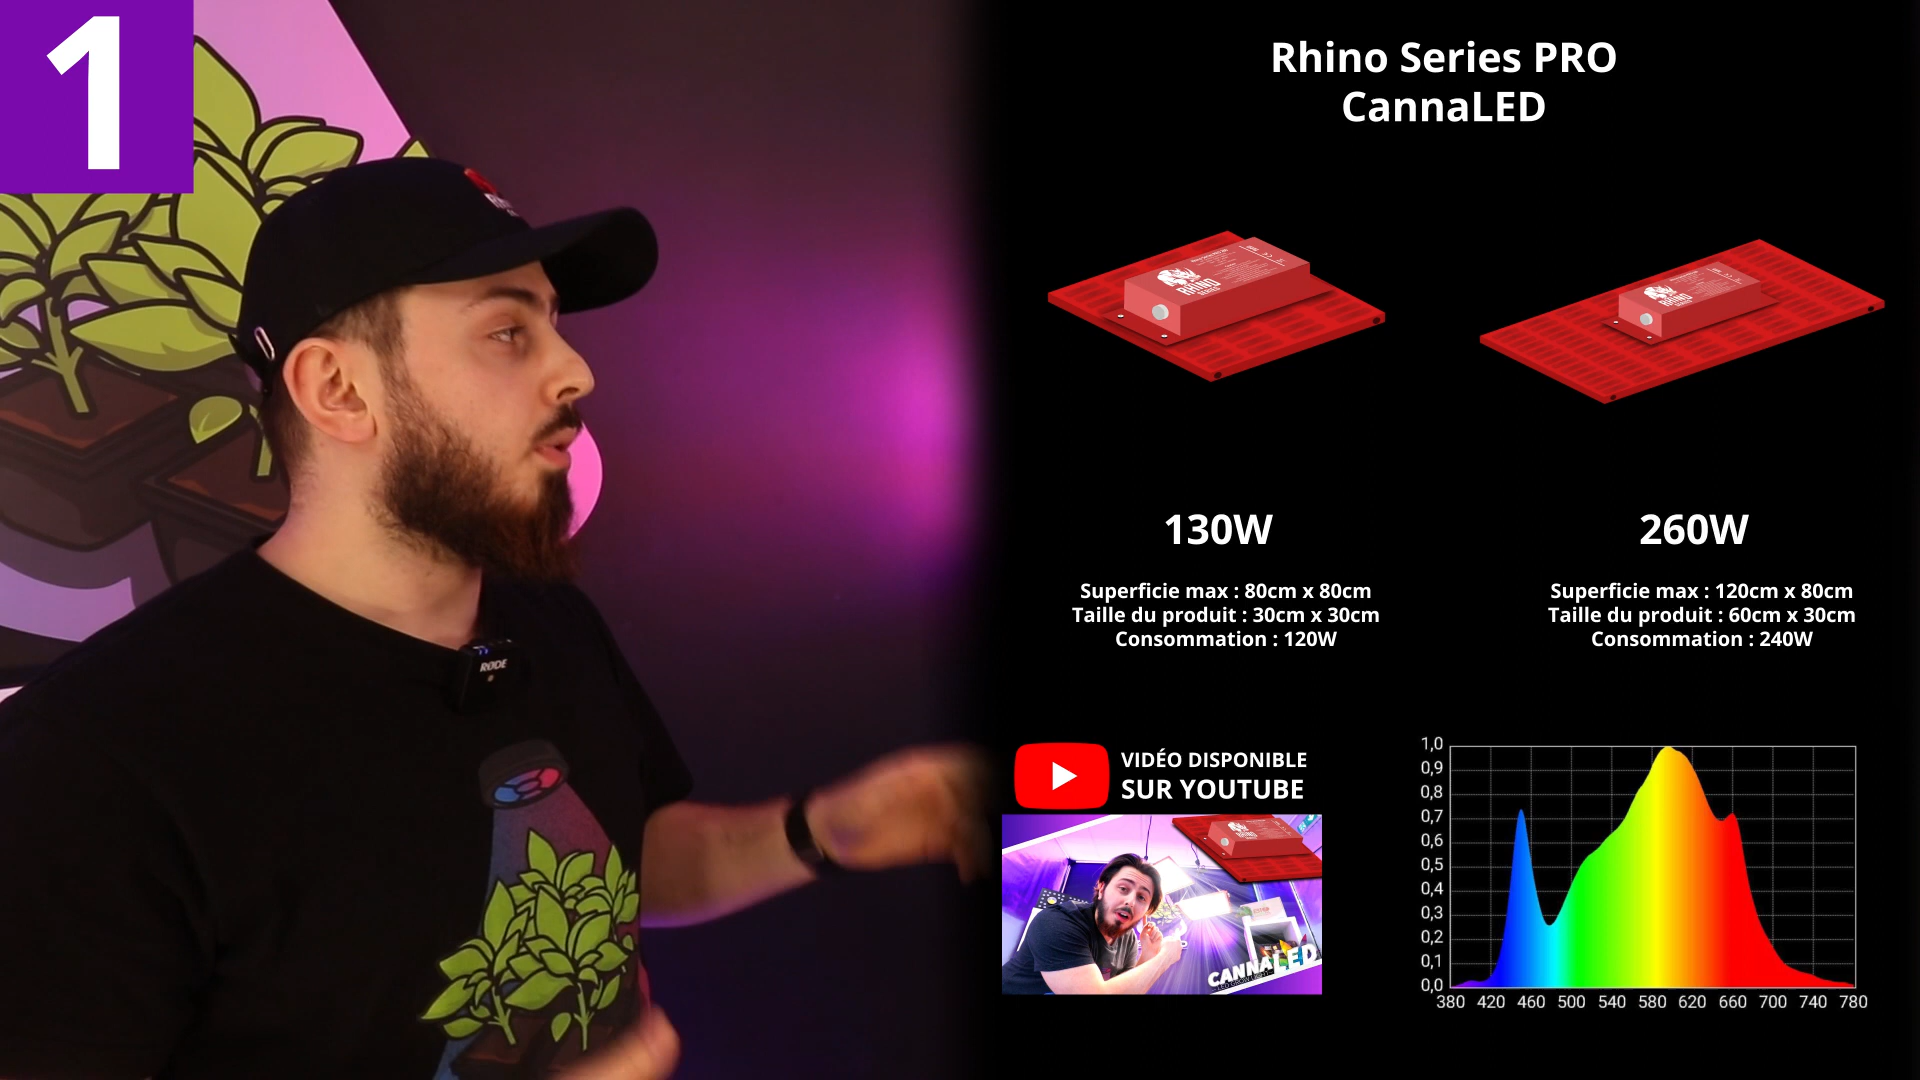 1
Rhino Series PRO
CannaLED
RHINO
SERIES
RHINO
130W
260W
Superficie max : 80cm x 80cm
Taille du produit : 30cm x 30cm
Consommation : 120W
Superficie max : 120cm x 80cm
Taille du produit : 60cm x 30cm
Consommation : 240W
RØDE
VIDÉO DISPONIBLE
SUR YOUTUBE
CANNALED
1,0
0,9
0,8
0,7
0,6
0,5
0,4
0,3
0,2
0,1
0,0
380 420 460 500 540 580 620 660 700 740 780